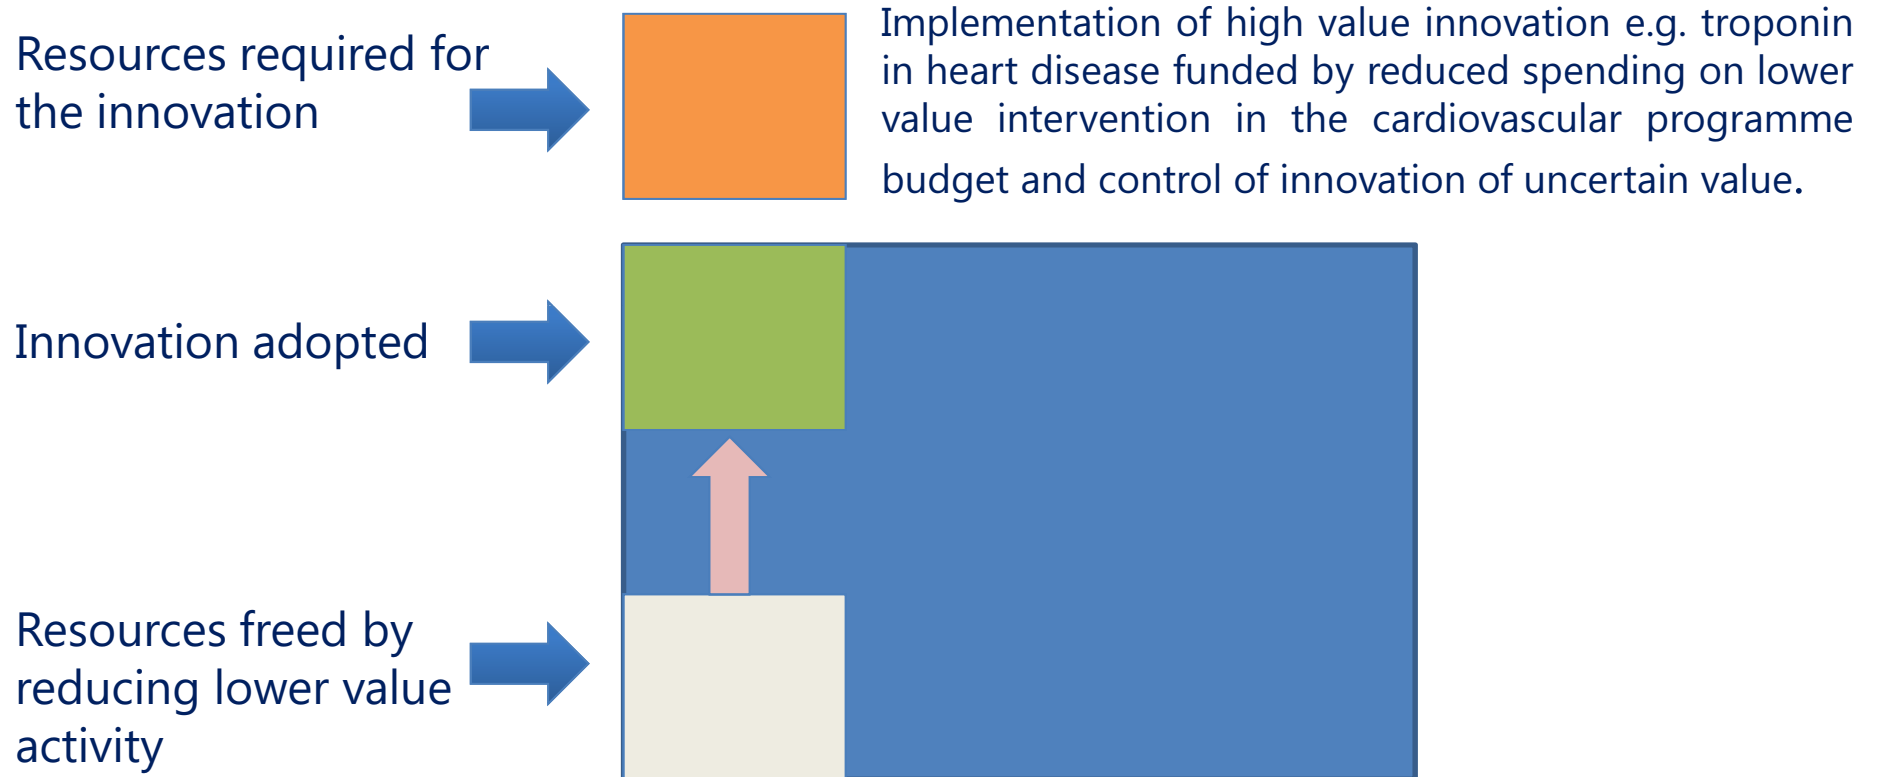 Resources required for
the innovation
Implementation of high value innovation e.g. troponin
in heart disease funded by reduced spending on lower
value intervention in the cardiovascular programme
budget and control of innovation of uncertain value.
Innovation adopted
Resources freed by
reducing lower value
activity